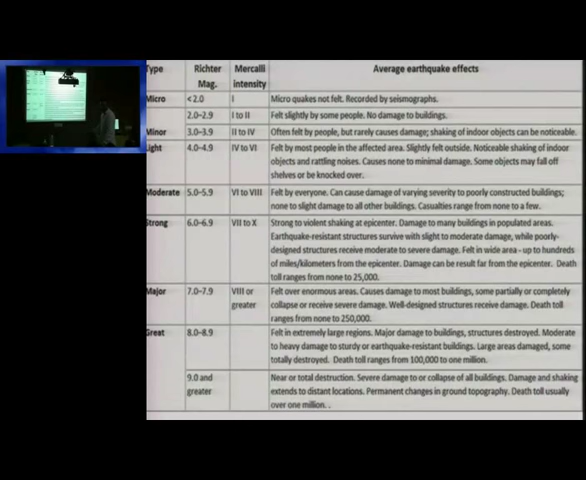 Type Richter Mag. Mercalli intensity Average earthquake effects
Micro < 2.0 I Micro quakes not felt. Recorded by seismographs.
2.0–2.9 I to II Felt slightly by some people. No damage to buildings.
Minor 3.0–3.9 II to IV Often felt by people, but rarely causes damage; shaking of indoor objects can be noticeable.
Light 4.0–4.9 IV to VI Felt by most people in the affected area. Slightly felt outside. Noticeable shaking of indoor
objects and rattling noises. Causes none to minimal damage. Some objects may fall off
shelves or be knocked over.
Moderate 5.0–5.9 VI to VIII Felt by everyone. Can cause damage of varying severity to poorly constructed buildings;
none to slight damage to all other buildings. Casualties range from none to a few.
Strong 6.0–6.9 VII to X Strong to violent shaking at epicenter. Damage to many buildings in populated areas.
Earthquake-resistant structures survive with slight to moderate damage, while poorly-
designed structures receive moderate to severe damage. Felt in wide area - up to hundreds
of miles/kilometers from the epicenter. Damage can be result far from the epicenter. Death
toll ranges from none to 25,000.
Major 7.0–7.9 VIII or greater Felt over enormous areas. Causes damage to most buildings, some partially or completely
collapse or receive severe damage. Well-designed structures receive damage. Death toll
ranges from none to 250,000.
Great 8.0–8.9 Felt in extremely large regions. Major damage to buildings, structures destroyed. Moderate
to heavy damage to sturdy or earthquake-resistant buildings. Large areas damaged, some
totally destroyed. Death toll ranges from 100,000 to one million.
9.0 and greater Near or total destruction. Severe damage to or collapse of all buildings. Damage and shaking
extends to distant locations. Permanent changes in ground topography. Death toll usually
over one million. .